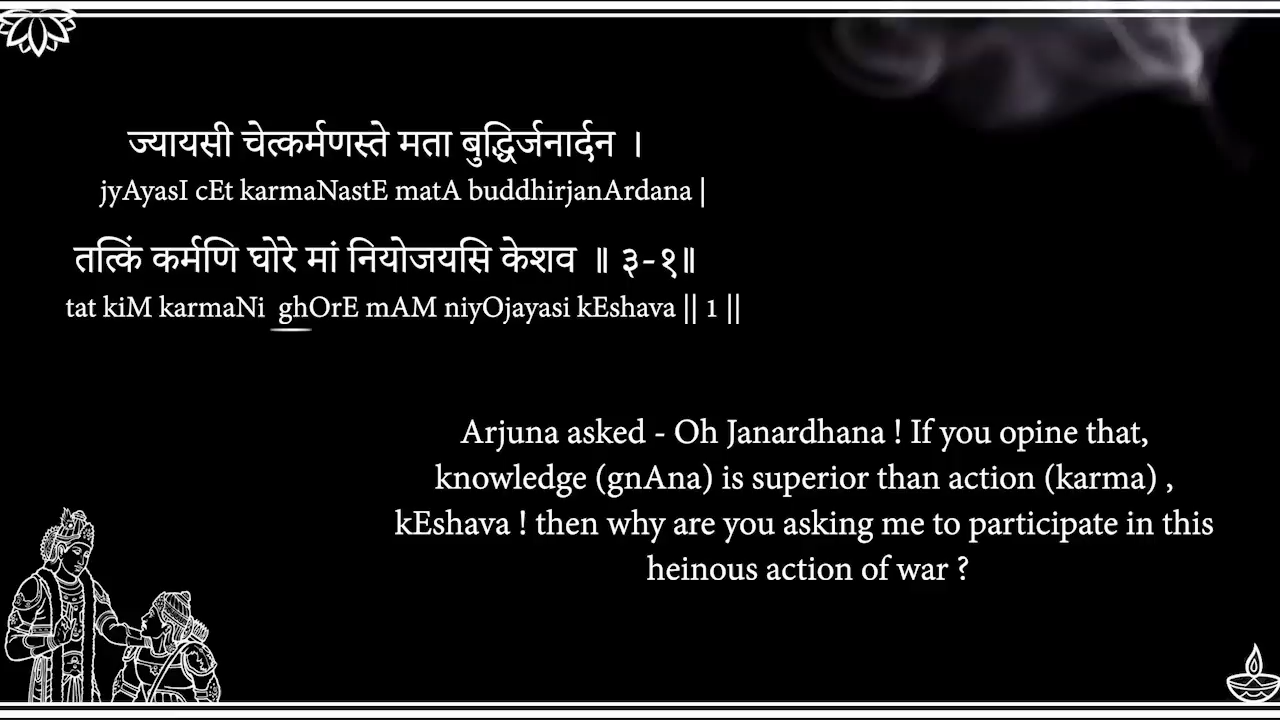 ज्यायसी चेत्कर्मणस्ते मता बुद्धिर्जनार्दन ।
jyAyasI cEt karmaNastE matA buddhirjanArdana |
तत्किं कर्मणि घोरे मां नियोजयसि केशव ॥ ३-१॥
tat kiM karmaNi ghOrE mAM niyOjayasi kEshava || 1 ||
Arjuna asked - Oh Janardhana ! If you opine that,
knowledge (gnAna) is superior than action (karma) ,
kEshava ! then why are you asking me to participate in this
heinous action of war ?